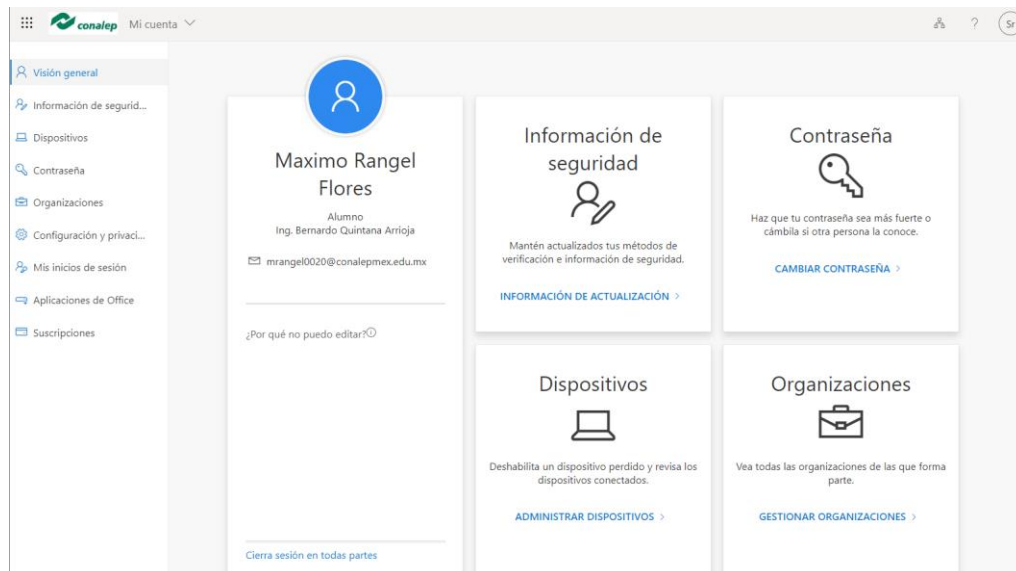 conalep Mi cuenta
? Sr
Visión general
Información de segurid...
Dispositivos
Contraseña
Organizaciones
Configuración y privaci...
Mis inicios de sesión
Aplicaciones de Office
Suscripciones
Maximo Rangel
Flores
Alumno
Ing. Bernardo Quintana Arrioja
mrangel0020@conalepmex.edu.mx
¿Por qué no puedo editar?
Cierra sesión en todas partes
Información de
seguridad
Mantén actualizados tus métodos de
verificación e información de seguridad.
INFORMACIÓN DE ACTUALIZACIÓN >
Contraseña
Haz que tu contraseña sea más fuerte o
cámbila si otra persona la conoce.
CAMBIAR CONTRASEÑA >
Dispositivos
Deshabilita un dispositivo perdido y revisa los
dispositivos conectados.
ADMINISTRAR DISPOSITIVOS >
Organizaciones
Vea todas las organizaciones de las que forma
parte.
GESTIONAR ORGANIZACIONES >